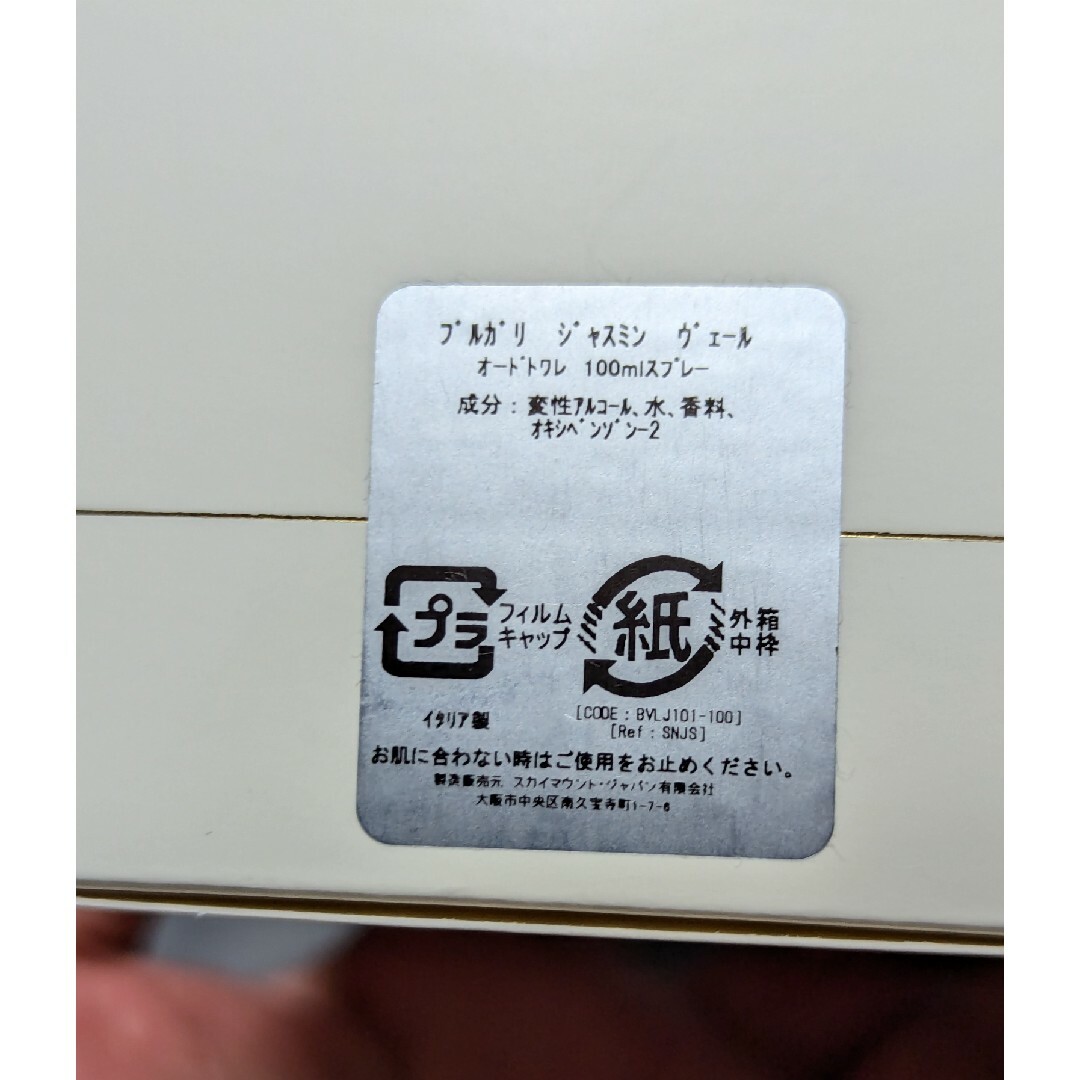 ﾌﾞﾙｶﾞﾘ ｼﾞｬｽﾐﾝ ｳﾞｪｰﾙ
ｵｰﾄﾞﾄﾜﾚ 100mlｽﾌﾟﾚｰ
成分：変性ｱﾙｺｰﾙ、水、香料、
ｵｷｼﾍﾞﾝｿﾞﾝ-2
プラ
フィルム
キャップ
紙
外箱
中枠
イタリア製
[CODE：BVLJ101-100]
[Ref：SNJS]
お肌に合わない時はご使用をお止めください。
製造販売元 スカイマウント・ジャパン有限会社
大阪市中央区南久宝寺町1-7-6